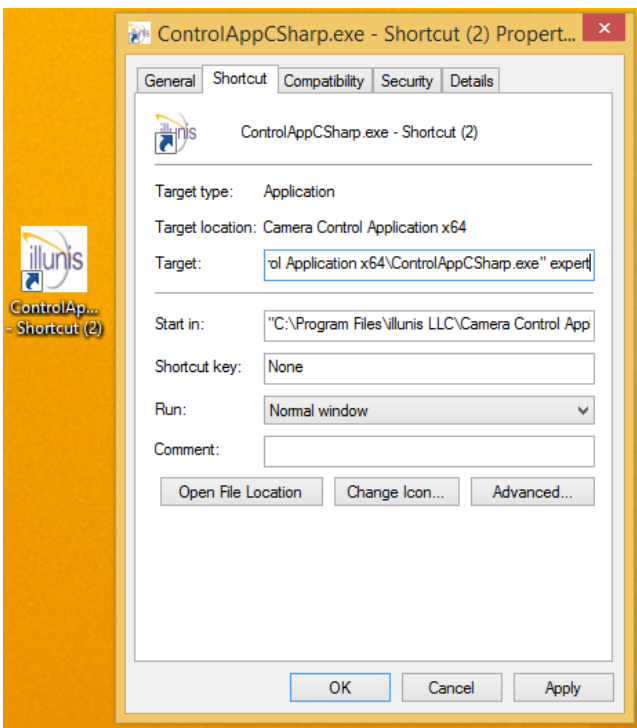 ControlAppCSharp.exe - Shortcut (2) Propert...
General Shortcut Compatibility Security Details
illunis
ControlAppCSharp.exe - Shortcut (2)
Target type: Application
Target location: Camera Control Application x64
Target: rol Application x64\ControlAppCSharp.exe" expert
Start in: "C:\Program Files\illunis LLC\Camera Control App
Shortcut key: None
Run: Normal window
Comment:
Open File Location Change Icon... Advanced...
OK Cancel Apply
illunis
ControlAp...
- Shortcut (2)